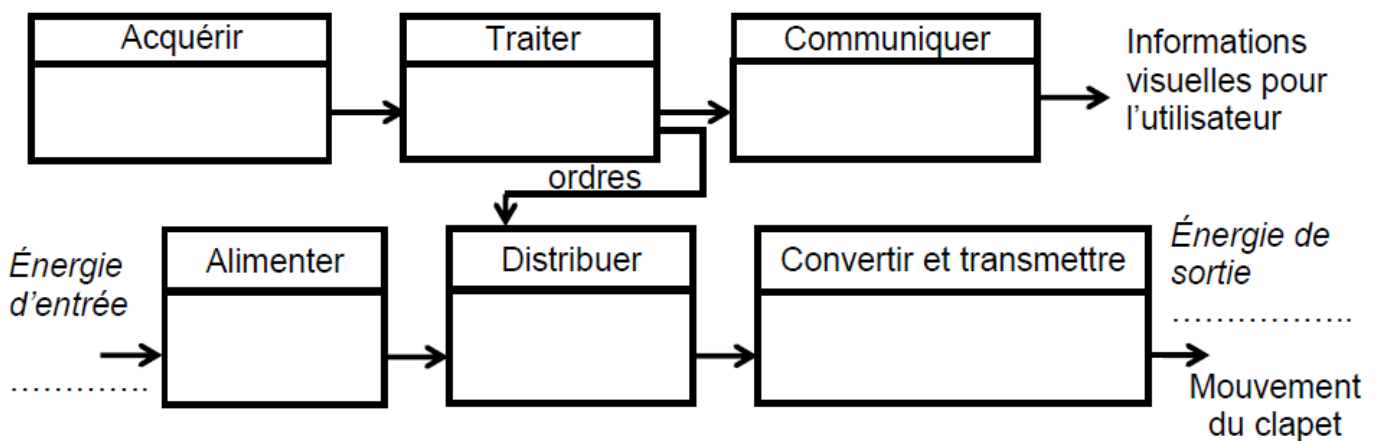 Acquérir
Traiter
Communiquer
Informations
visuelles pour
l'utilisateur
ordres
Énergie
d'entrée
………….
Alimenter
Distribuer
Convertir et transmettre
Énergie de
sortie
……………..
Mouvement
du clapet